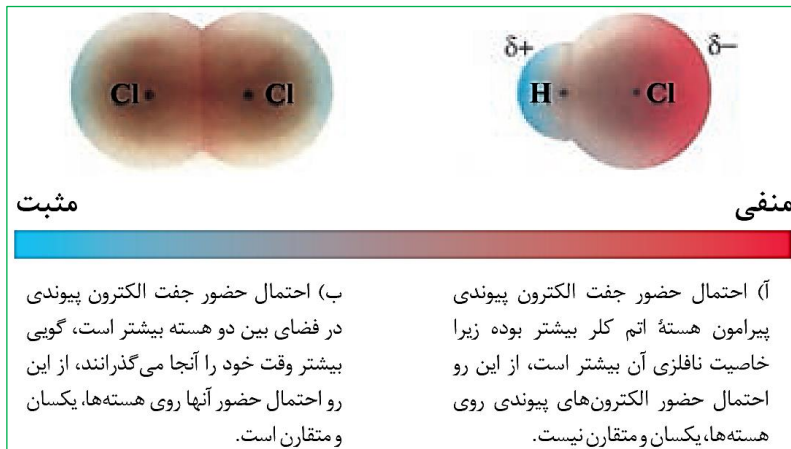 δ+ δ−
H Cl
Cl Cl
منفی
مثبت
آ) احتمال حضور جفت الکترون پیوندی
پیرامون هستهٔ اتم کلر بیشتر بوده زیرا
خاصیت نافلزی آن بیشتر است، از این رو
احتمال حضور الکترون‌های پیوندی روی
هسته‌ها، یکسان و متقارن نیست.
ب) احتمال حضور جفت الکترون پیوندی
در فضای بین دو هسته بیشتر است، گویی
بیشتر وقت خود را آنجا می‌گذرانند، از این
رو احتمال حضور آنها روی هسته‌ها، یکسان
و متقارن است.